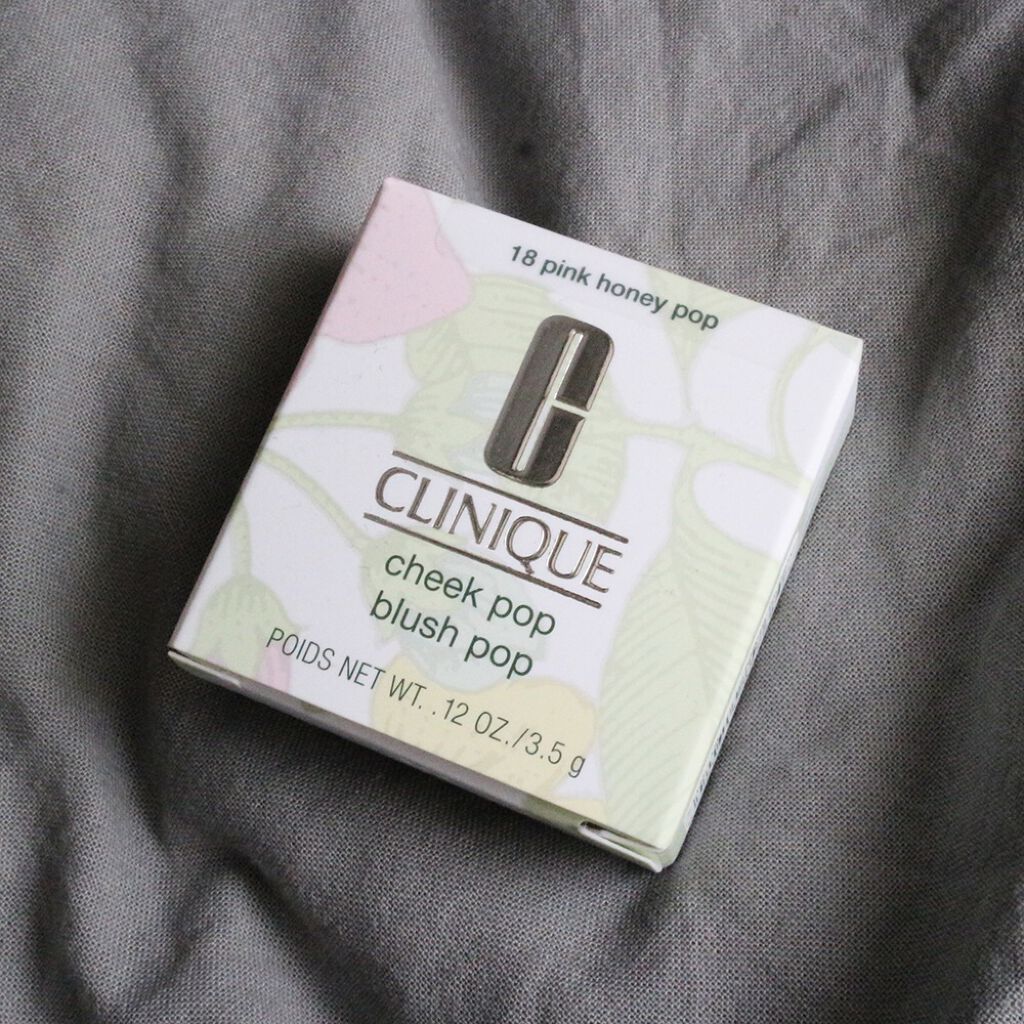 18 pink honey pop
CLINIQUE
cheek pop
blush pop
POIDS NET WT. .12 OZ./3.5 g